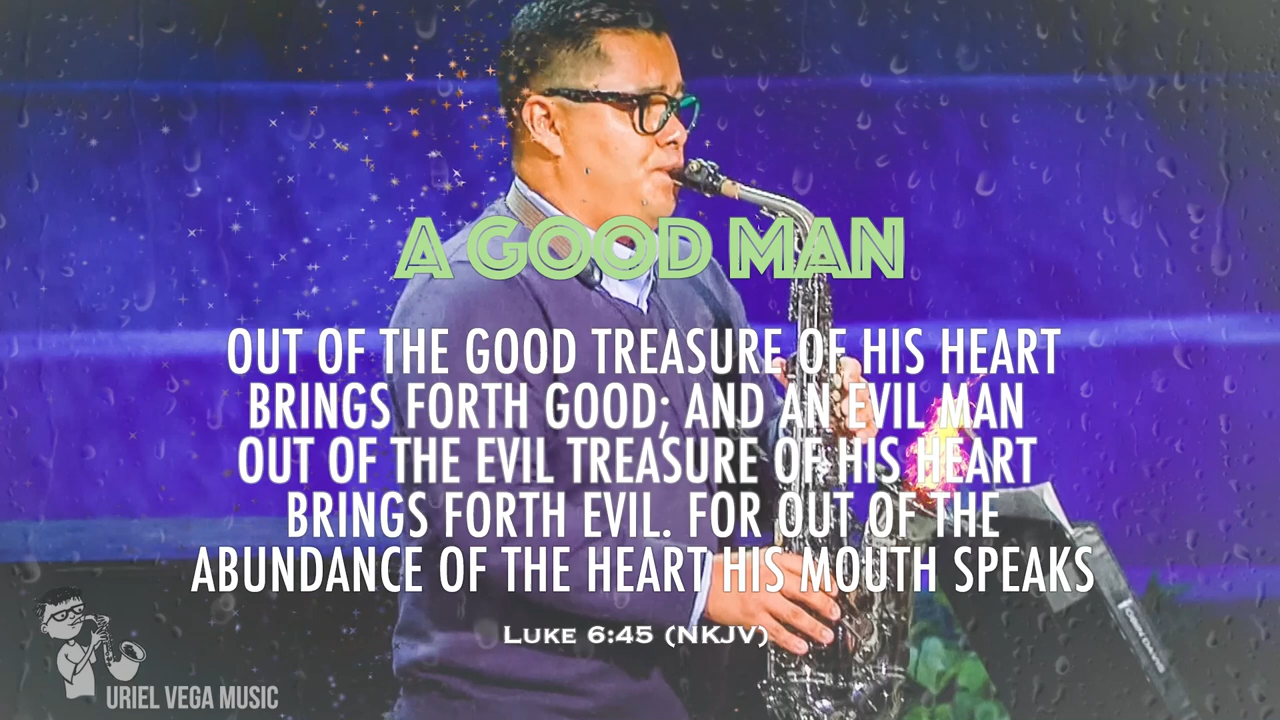 A GOOD MAN
OUT OF THE GOOD TREASURE OF HIS HEART
BRINGS FORTH GOOD; AND AN EVIL MAN
OUT OF THE EVIL TREASURE OF HIS HEART
BRINGS FORTH EVIL. FOR OUT OF THE
ABUNDANCE OF THE HEART HIS MOUTH SPEAKS
LUKE 6:45 (NKJV)
URIEL VEGA MUSIC